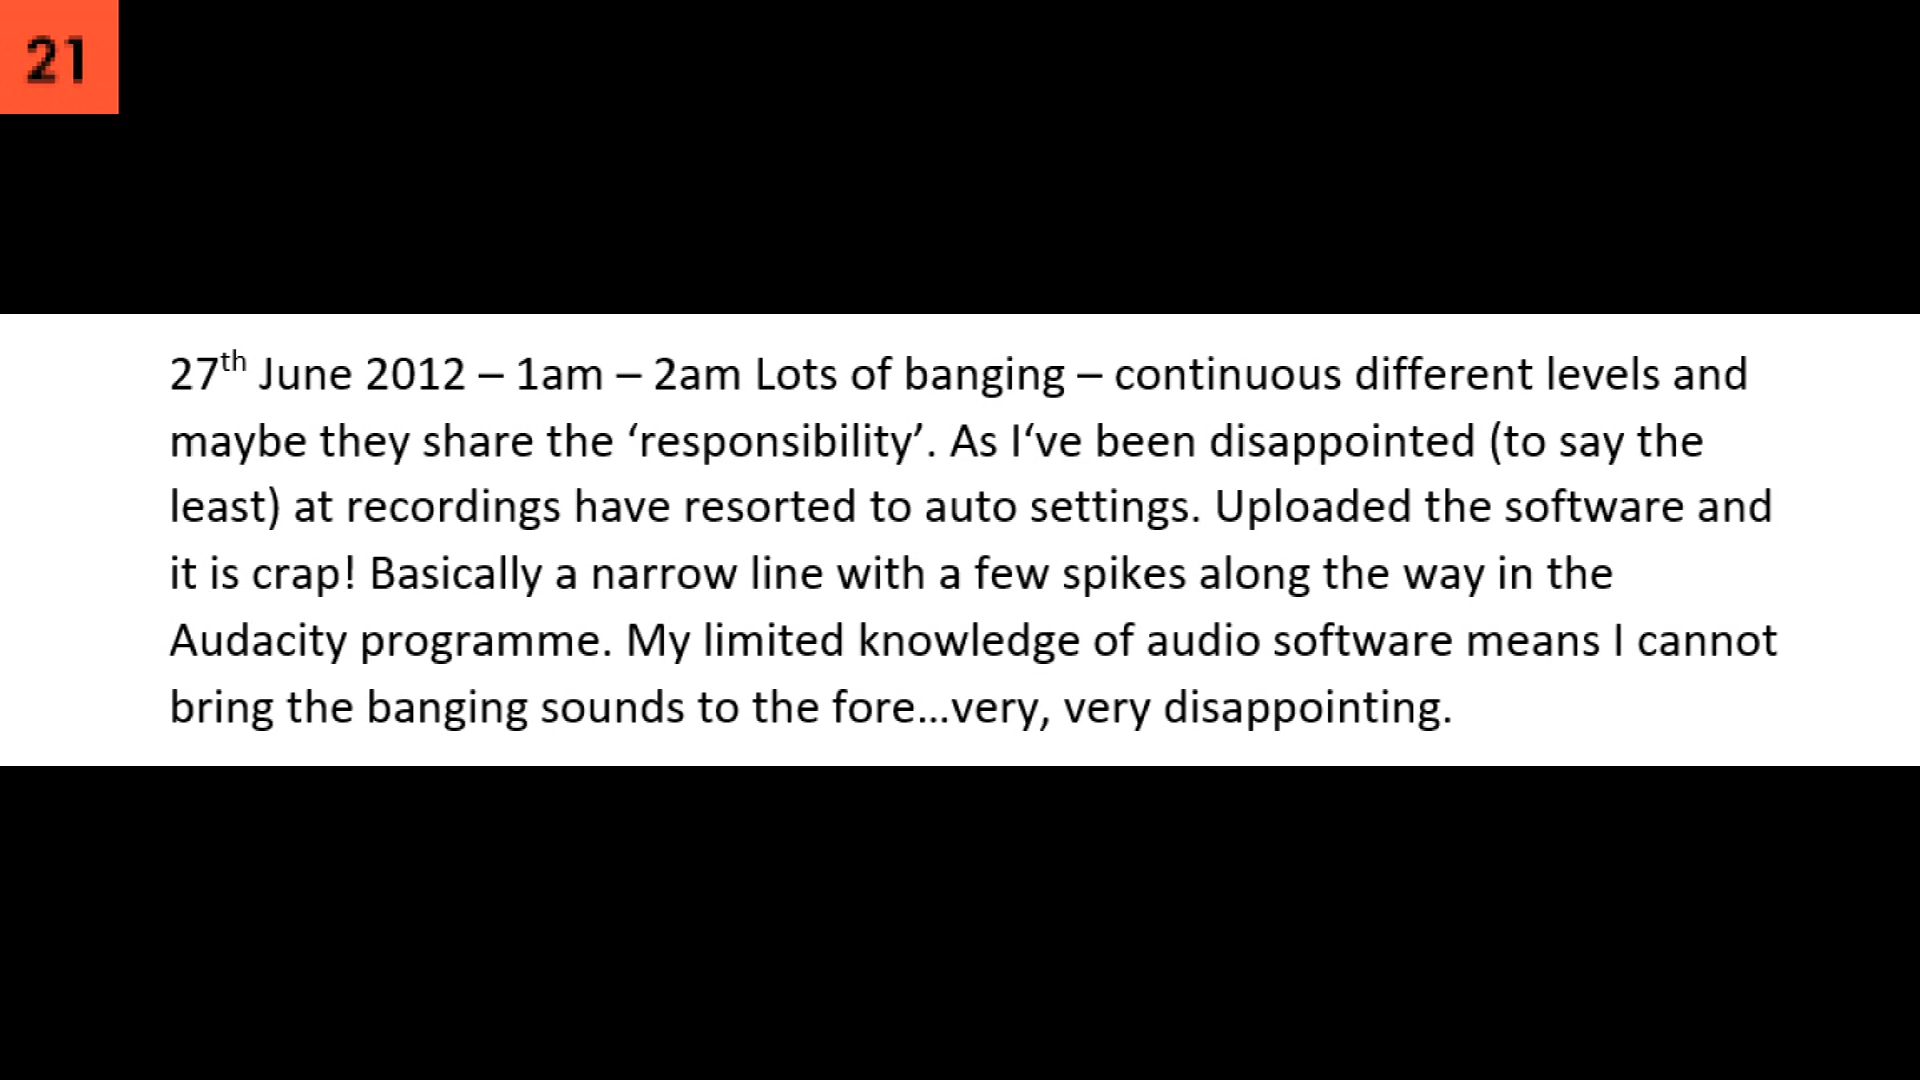 21
27th June 2012 – 1am – 2am Lots of banging – continuous different levels and
maybe they share the ‘responsibility’. As I‘ve been disappointed (to say the
least) at recordings have resorted to auto settings. Uploaded the software and
it is crap! Basically a narrow line with a few spikes along the way in the
Audacity programme. My limited knowledge of audio software means I cannot
bring the banging sounds to the fore…very, very disappointing.